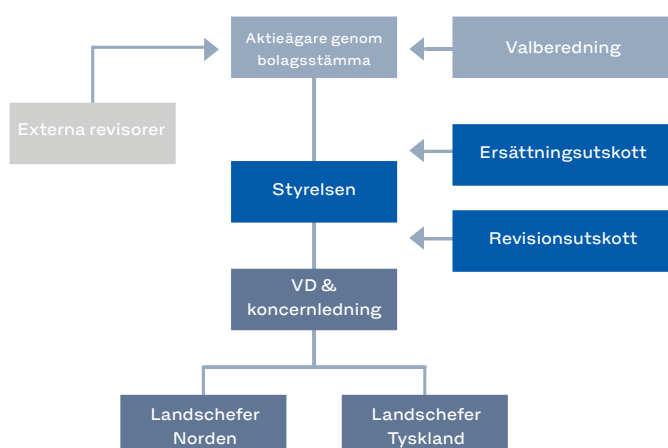 Aktieägare genom
bolagsstämma
Valberedning
Externa revisorer
Ersättningsutskott
Styrelsen
Revisionsutskott
VD &
koncernledning
Landschefer
Norden
Landschefer
Tyskland